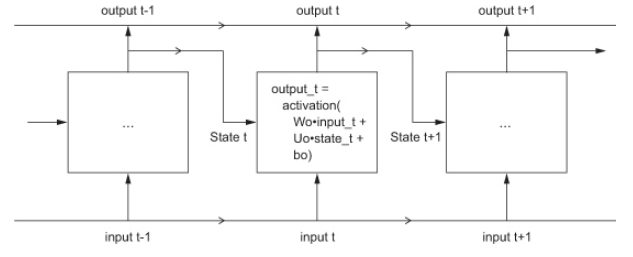 output t-1
output t
output t+1
...
State t
output_t =
activation(
Wo•input_t +
Uo•state_t +
bo)
State t+1
...
input t-1
input t
input t+1